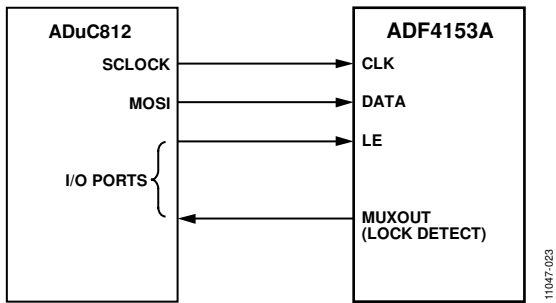 ADuC812
ADF4153A
SCLOCK
CLK
MOSI
DATA
LE
I/O PORTS
MUXOUT
(LOCK DETECT)
11047-023